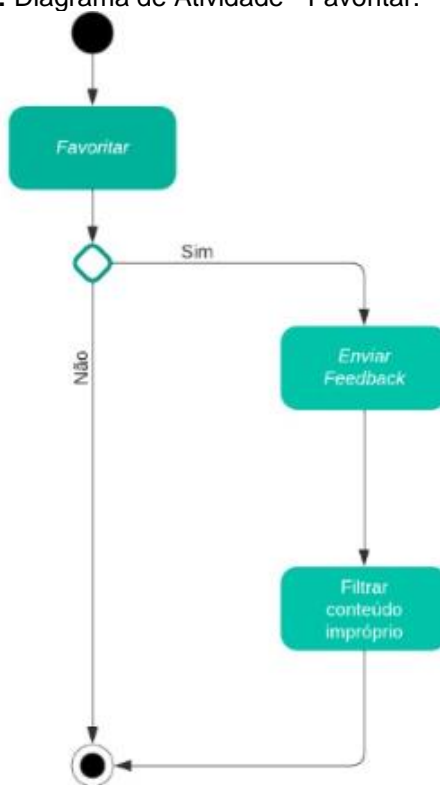 Diagrama de Atividade - Favoritar.
Favoritar
Sim
Não
Enviar
Feedback
Filtrar
conteúdo
impróprio